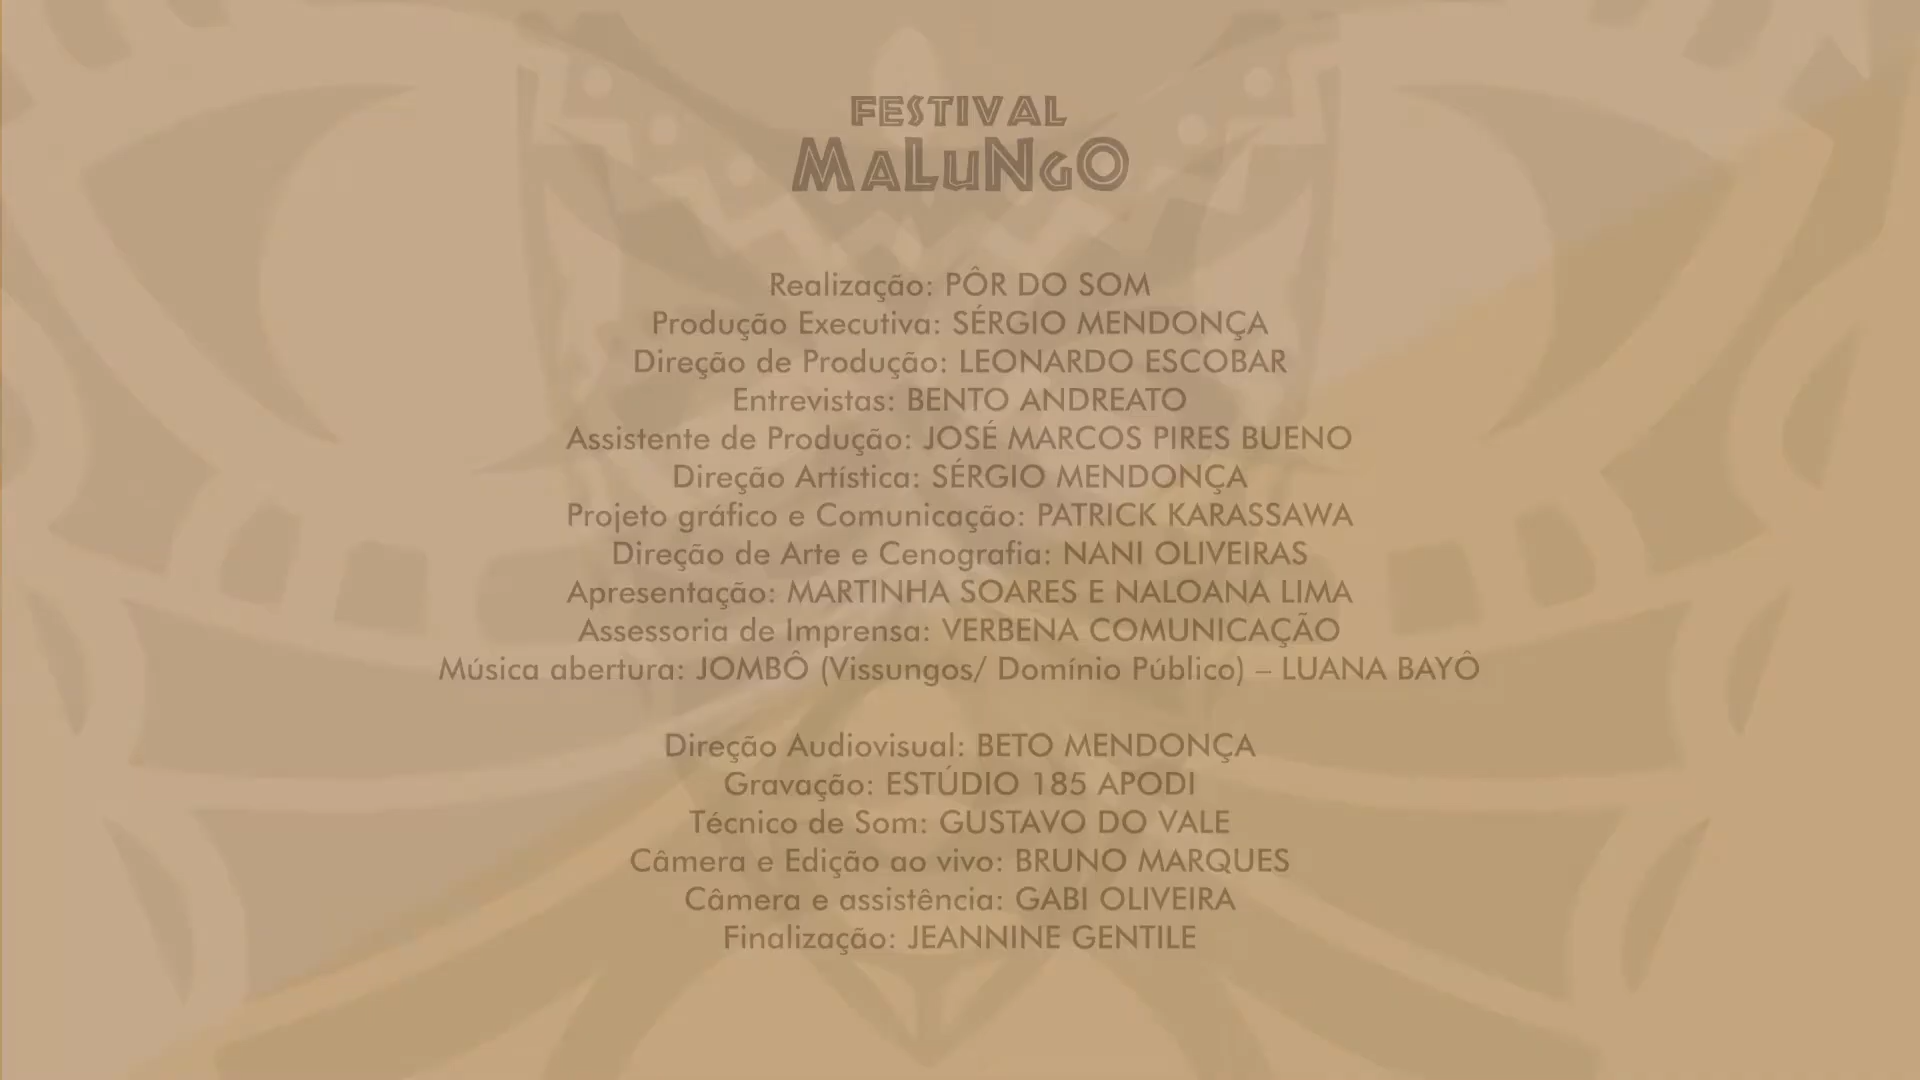 FESTIVAL
MALUNGO
Realização: PÔR DO SOM
Produção Executiva: SÉRGIO MENDONÇA
Direção de Produção: LEONARDO ESCOBAR
Entrevistas: BENTO ANDREATO
Assistente de Produção: JOSÉ MARCOS PIRES BUENO
Direção Artística: SÉRGIO MENDONÇA
Projeto gráfico e Comunicação: PATRICK KARASSAWA
Direção de Arte e Cenografia: NANI OLIVEIRAS
Apresentação: MARTINHA SOARES E NALOANA LIMA
Assessoria de Imprensa: VERBENA COMUNICAÇÃO
Música abertura: JOMBÔ (Vissungos/ Domínio Público) – LUANA BAYÔ
Direção Audiovisual: BETO MENDONÇA
Gravação: ESTÚDIO 185 APODI
Técnico de Som: GUSTAVO DO VALE
Câmera e Edição ao vivo: BRUNO MARQUES
Câmera e assistência: GABI OLIVEIRA
Finalização: JEANNINE GENTILE